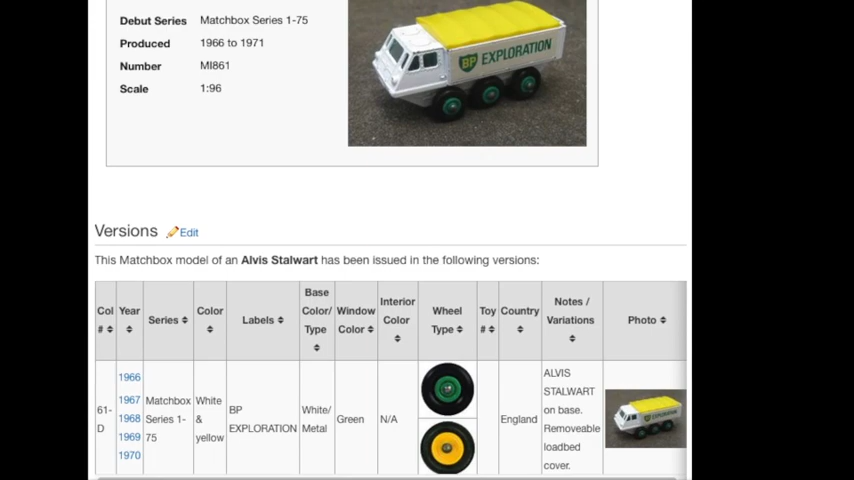 Debut Series Matchbox Series 1-75
Produced 1966 to 1971
Number MI861
Scale 1:96
BP EXPLORATION
Versions Edit
This Matchbox model of an Alvis Stalwart has been issued in the following versions:
Col # Year Series Color Labels Base Color/ Type Window Color Interior Color Wheel Type Toy # Country Notes / Variations Photo
61-D 1966 1967 1968 1969 1970 Matchbox Series 1-75 White & yellow BP EXPLORATION White/ Metal Green N/A England ALVIS STALWART on base. Removeable loadbed cover.
EXPLORATION